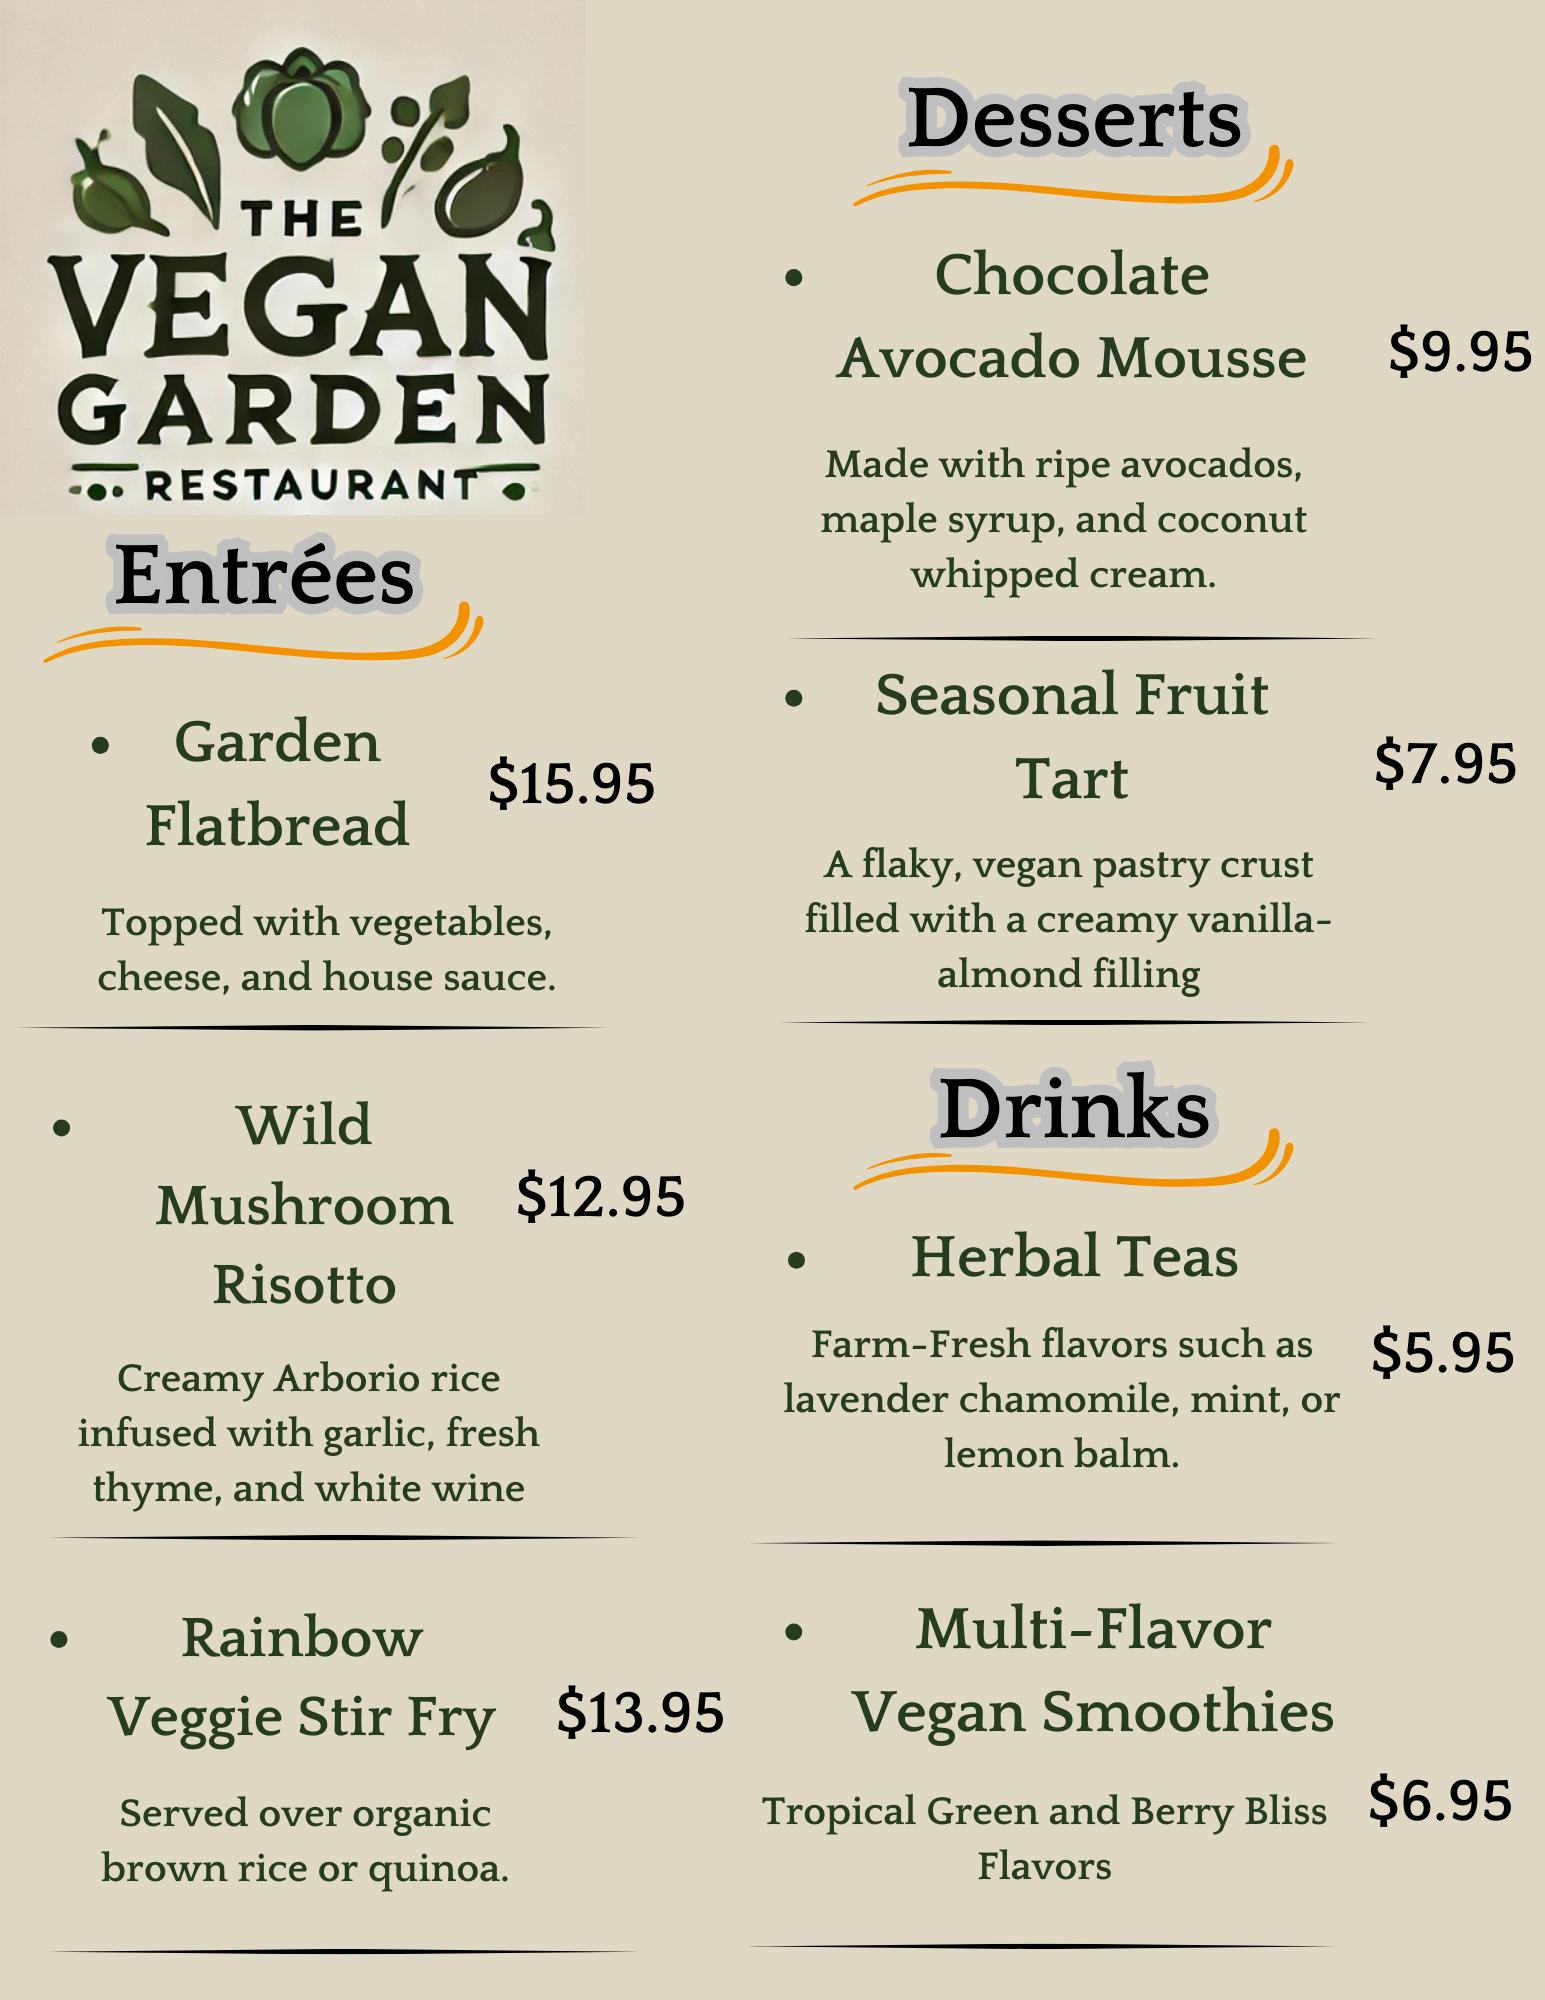 THE
VEGAN
GARDEN
RESTAURANT
Entrées
• Garden
Flatbread
$15.95
Topped with vegetables,
cheese, and house sauce.
• Wild
Mushroom
Risotto
$12.95
Creamy Arborio rice
infused with garlic, fresh
thyme, and white wine
• Rainbow
Veggie Stir Fry
$13.95
Served over organic
brown rice or quinoa.
Desserts
• Chocolate
Avocado Mousse
$9.95
Made with ripe avocados,
maple syrup, and coconut
whipped cream.
• Seasonal Fruit
Tart
$7.95
A flaky, vegan pastry crust
filled with a creamy vanilla-
almond filling
Drinks
• Herbal Teas
Farm-Fresh flavors such as
lavender chamomile, mint, or
lemon balm.
$5.95
• Multi-Flavor
Vegan Smoothies
Tropical Green and Berry Bliss
Flavors
$6.95